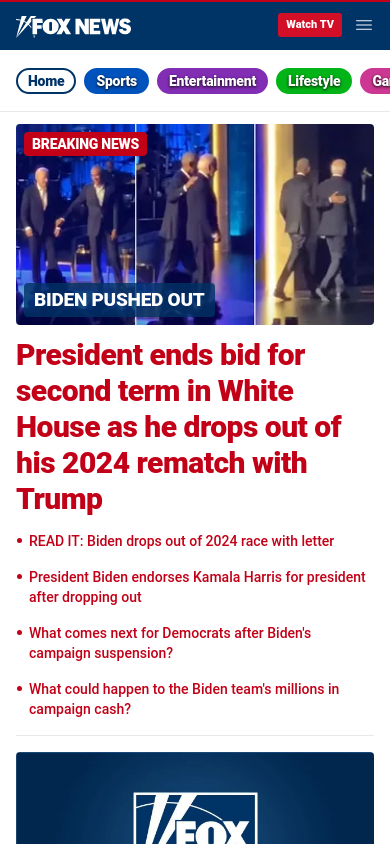 FOX NEWS
Watch TV
Home
Sports
Entertainment
Lifestyle
BREAKING NEWS
BIDEN PUSHED OUT
President ends bid for
second term in White
House as he drops out of
his 2024 rematch with
Trump
• READ IT: Biden drops out of 2024 race with letter
• President Biden endorses Kamala Harris for president
after dropping out
• What comes next for Democrats after Biden's
campaign suspension?
• What could happen to the Biden team's millions in
campaign cash?
FOX